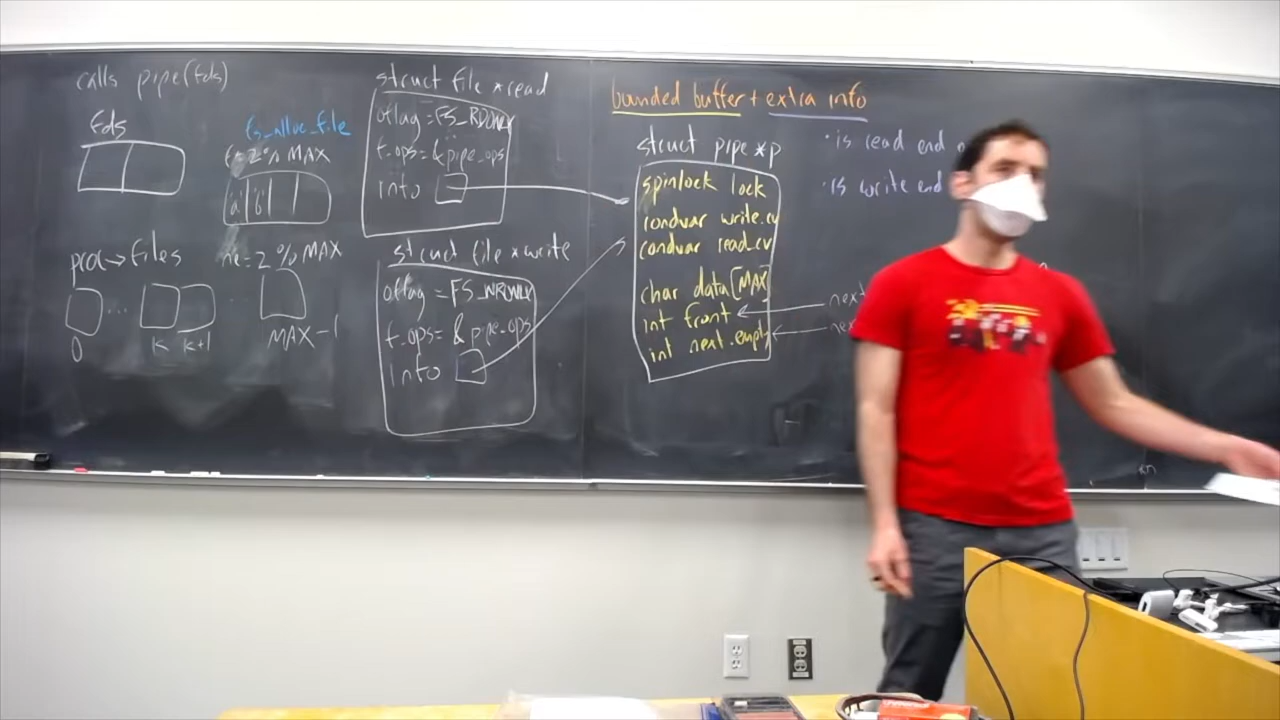 calls pipe(fds)
fds
fs_alloc_file
f=2% MAX
a b
proc→files
ne=2 % MAX
0
...
k
k+1
MAX-1
struct file *read
oflag=FS_RDONLY
f_ops=&pipe_ops
info
struct file *write
oflag=FS_WRONLY
f_ops=&pipe_ops
info
bounded buffer + extra info
struct pipe *p
spinlock lock
condvar write_cv
condvar read_cv
char data[MAX]
int front
int next_empty
• is read end
• is write end
next